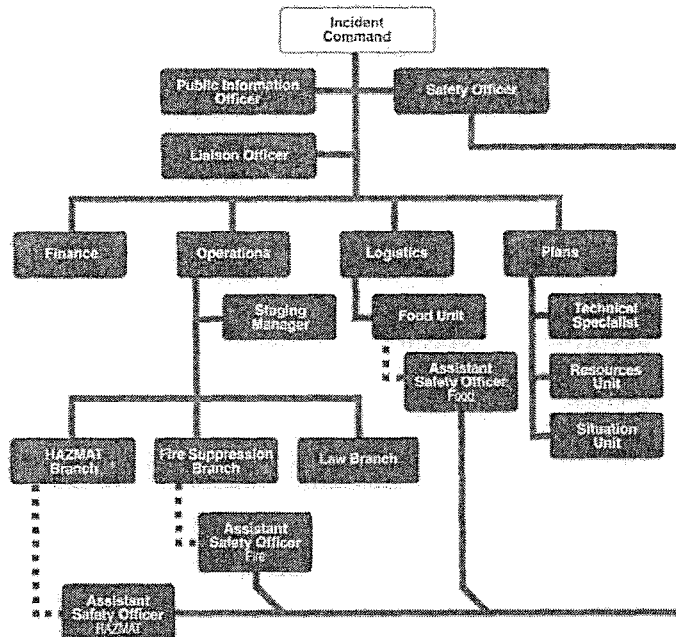 Incident
Command
Public Information
Officer
Safety Officer
Liaison Officer
Finance
Operations
Logistics
Plans
Staging
Manager
Food Unit
Technical
Specialist
Assistant
Safety Officer
Food
Resources
Unit
HAZMAT
Branch
Fire Suppression
Branch
Law Branch
Situation
Unit
Assistant
Safety Officer
Fire
Assistant
Safety Officer
HAZMAT